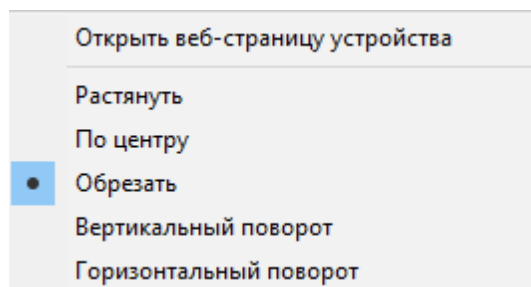 Открыть веб-страницу устройства
Растянуть
По центру
Обрезать
Вертикальный поворот
Горизонтальный поворот